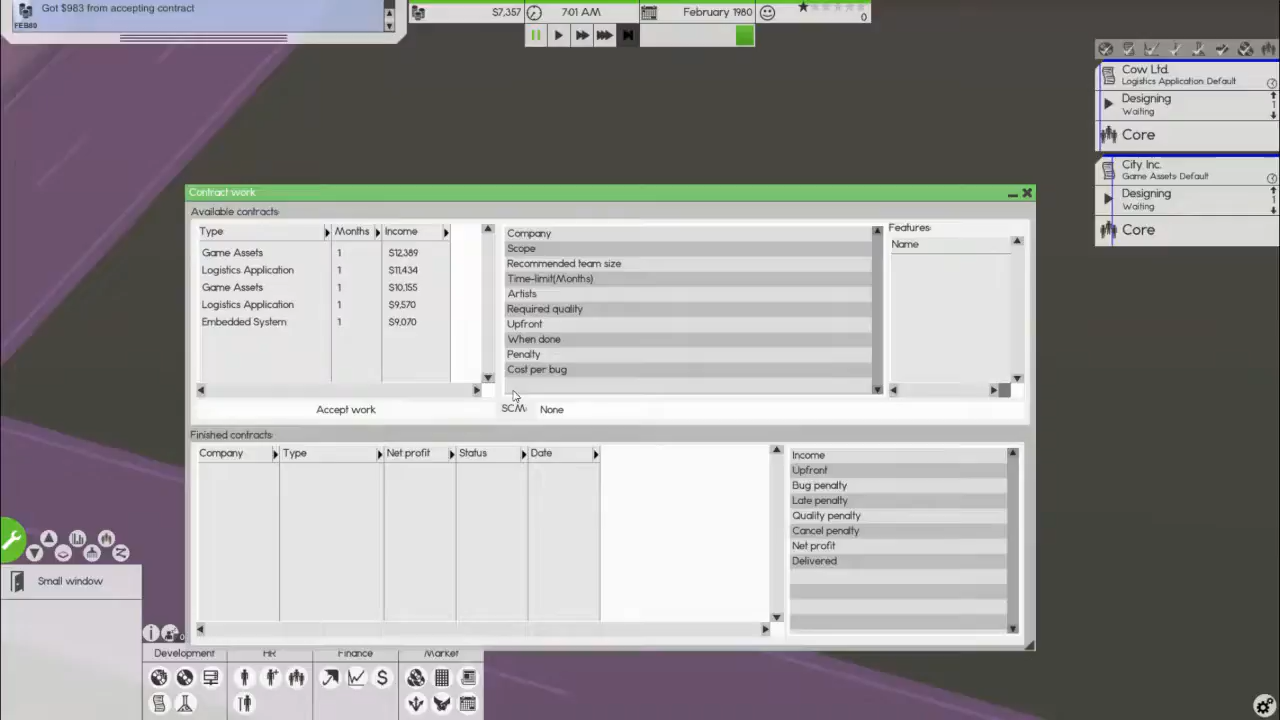 Got $983 from accepting contract
FEB80
$7,357
7:01 AM
February 1980
0
Cow Ltd.
Logistics Application: Default
Designing
Waiting
1
Core
City Inc.
Game Assets: Default
Designing
Waiting
1
Core
Contract work
Available contracts:
Type Months Income
Game Assets 1 $12,389
Logistics Application 1 $11,434
Game Assets 1 $10,155
Logistics Application 1 $9,570
Embedded System 1 $9,070
Accept work
Company
Scope
Recommended team size
Time-limit(Months)
Artists
Required quality
Upfront
When done
Penalty
Cost per bug
SCM: None
Features:
Name
Finished contracts:
Company Type Net profit Status Date
Income
Upfront
Bug penalty
Late penalty
Quality penalty
Cancel penalty
Net profit
Delivered
Small window
0
Development HR Finance Market